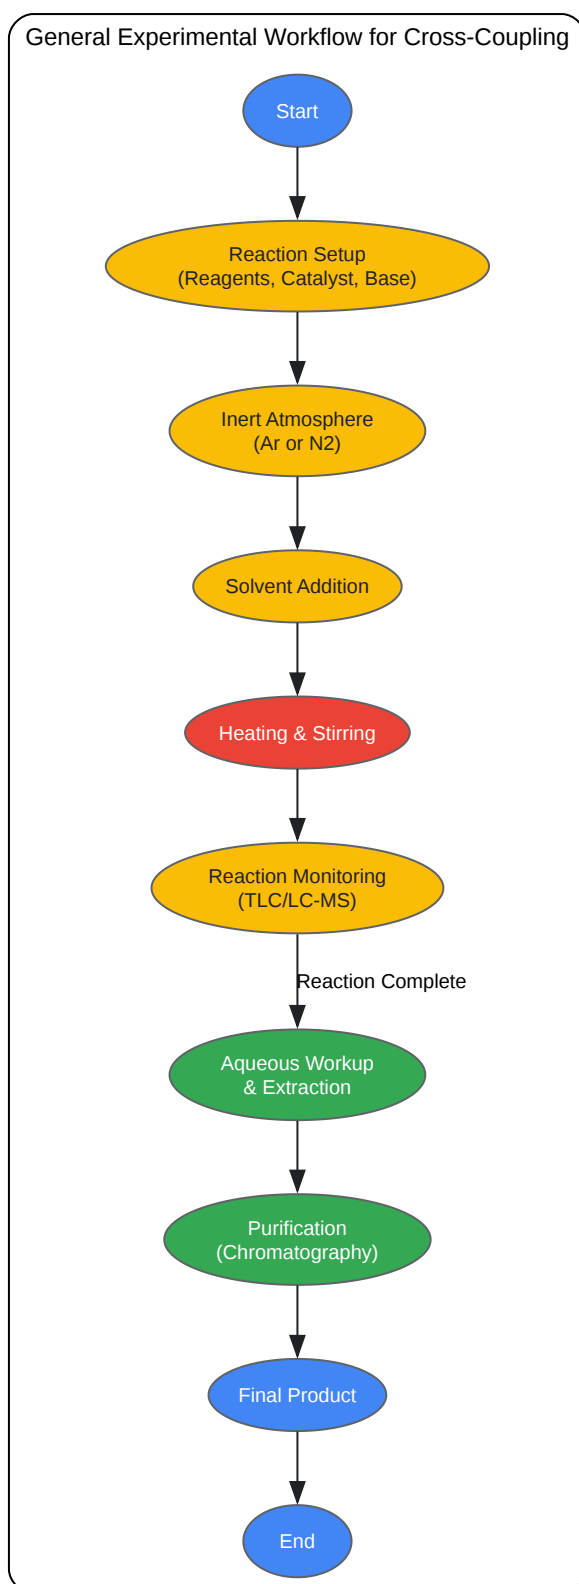 General Experimental Workflow for Cross-Coupling
Start
Reaction Setup
(Reagents, Catalyst, Base)
Inert Atmosphere
(Ar or N2)
Solvent Addition
Heating & Stirring
Reaction Monitoring
(TLC/LC-MS)
Reaction Complete
Aqueous Workup
& Extraction
Purification
(Chromatography)
Final Product
End